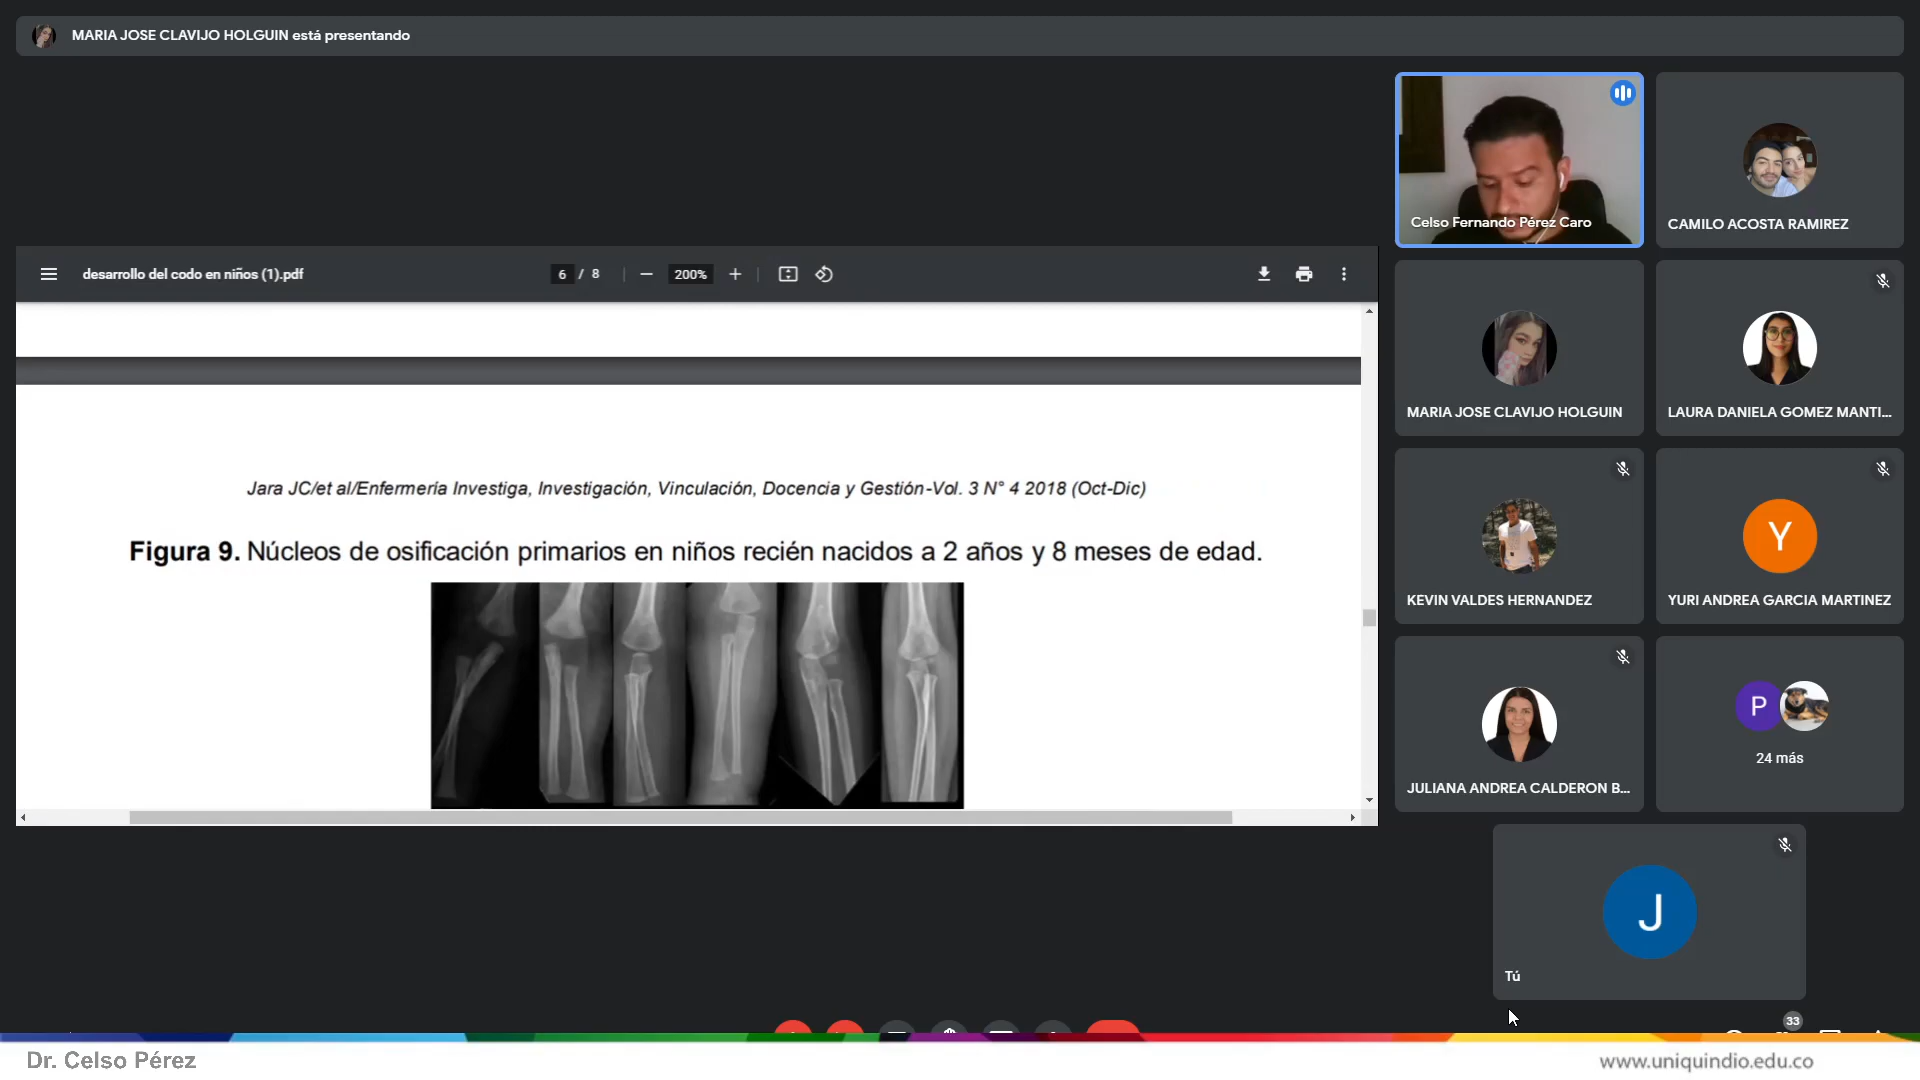 MARIA JOSE CLAVIJO HOLGUIN está presentando
Celso Fernando Pérez Caro
CAMILO ACOSTA RAMIREZ
desarrollo del codo en niños (1).pdf
6 / 8
200%
MARIA JOSE CLAVIJO HOLGUIN
LAURA DANIELA GOMEZ MANTI...
Jara JC/et al/Enfermería Investiga, Investigación, Vinculación, Docencia y Gestión-Vol. 3 N° 4 2018 (Oct-Dic)
Figura 9. Núcleos de osificación primarios en niños recién nacidos a 2 años y 8 meses de edad.
Y
KEVIN VALDES HERNANDEZ
YURI ANDREA GARCIA MARTINEZ
P
24 más
JULIANA ANDREA CALDERON B...
J
Tú
33
Dr. Celso Pérez
www.uniquindio.edu.co